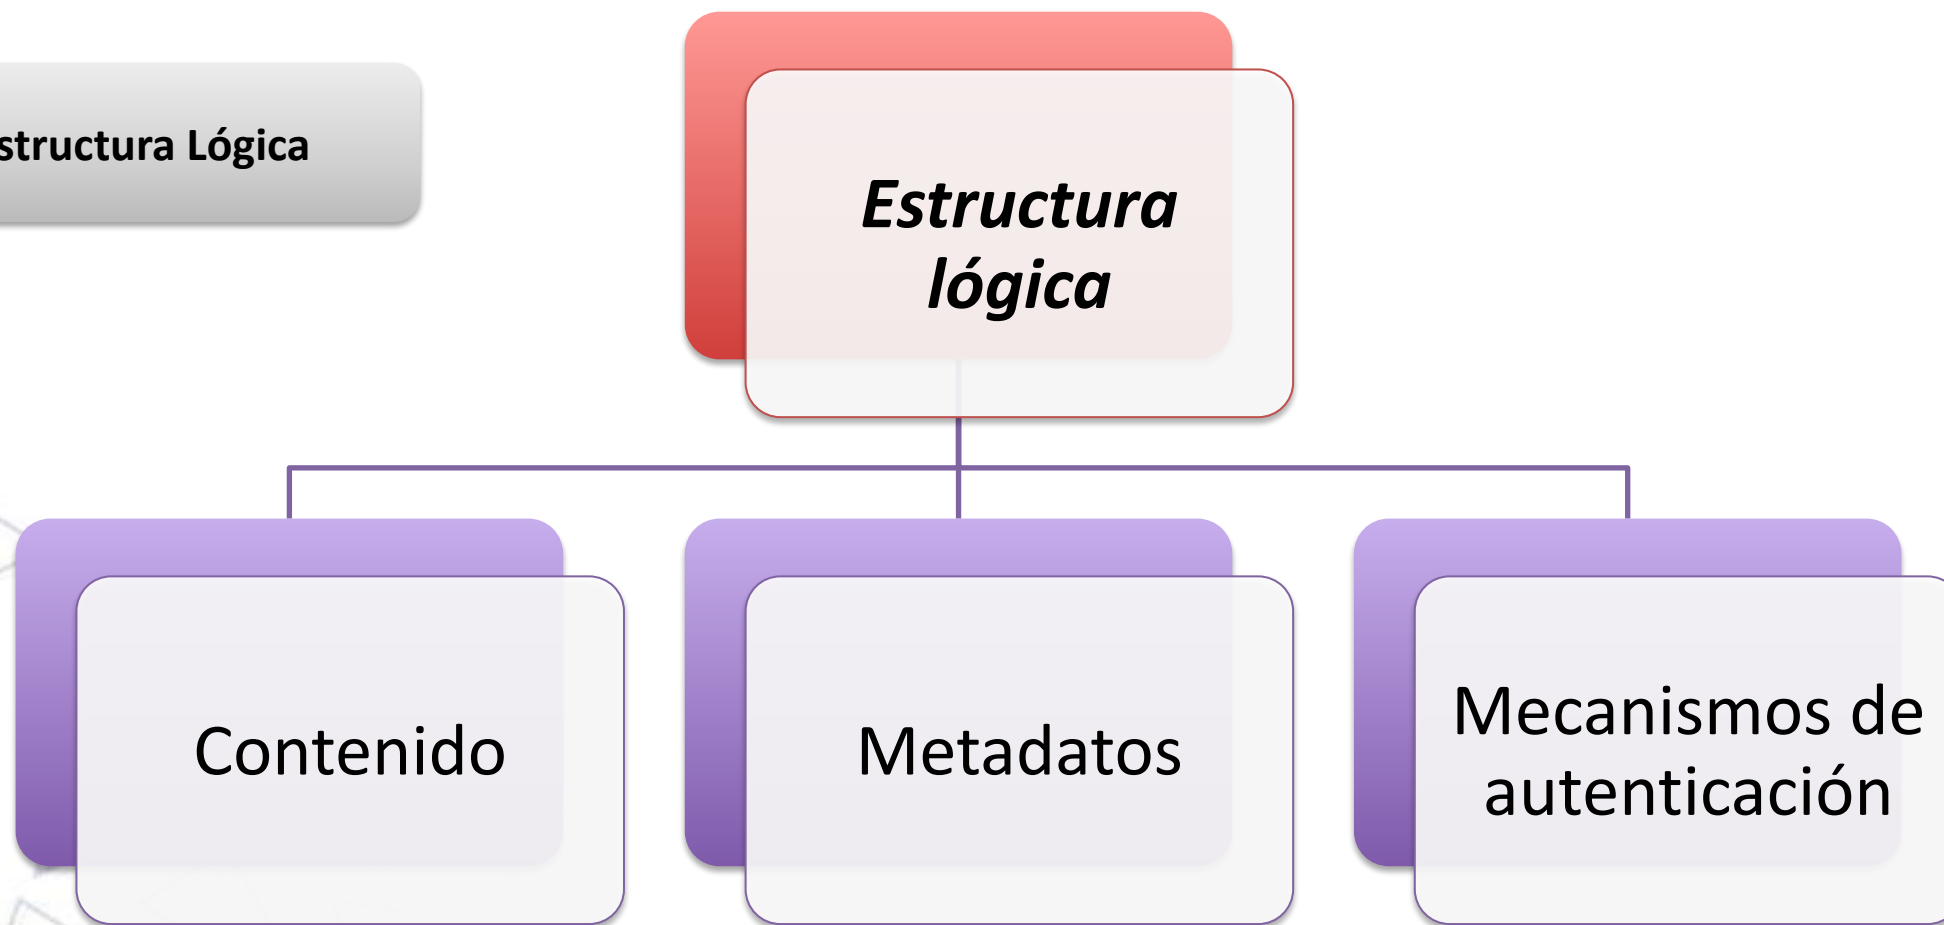 structura Lógica
Estructura
lógica
Contenido
Metadatos
Mecanismos de
autenticación